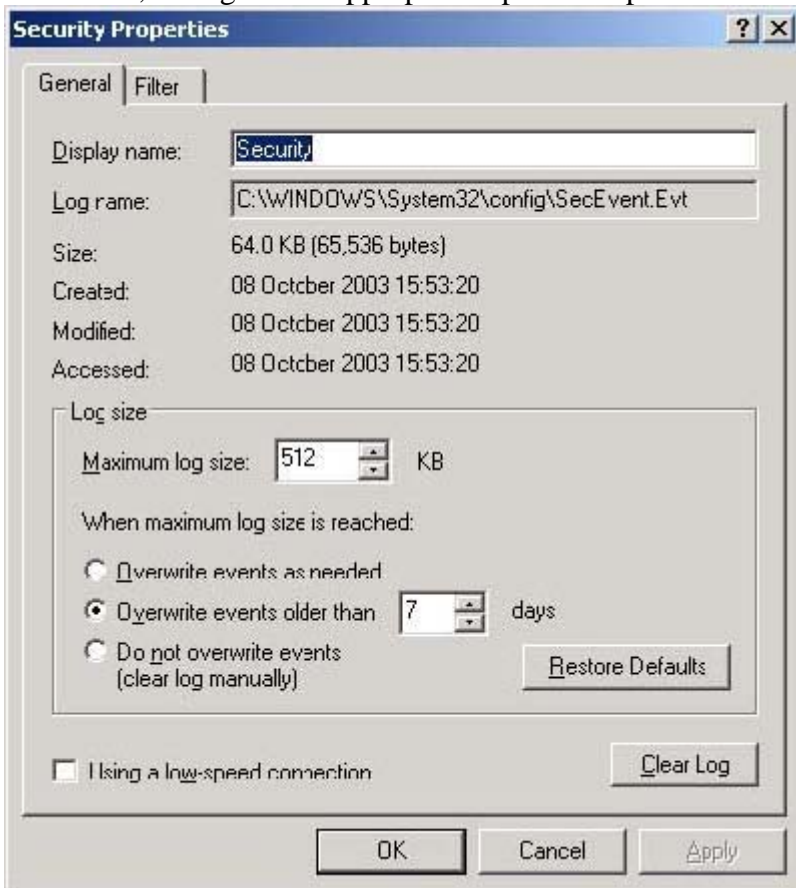 Security Properties
General Filter
Display name: Security
Log name: C:\WINDOWS\System32\config\SecEvent.Evt
Size: 64.0 KB (65,536 bytes)
Created: 08 October 2003 15:53:20
Modified: 08 October 2003 15:53:20
Accessed: 08 October 2003 15:53:20
Log size
Maximum log size: 512 KB
When maximum log size is reached:
Overwrite events as needed
Overwrite events older than 7 days
Do not overwrite events
(clear log manually)
Restore Defaults
Using a low-speed connection
Clear Log
OK Cancel Apply